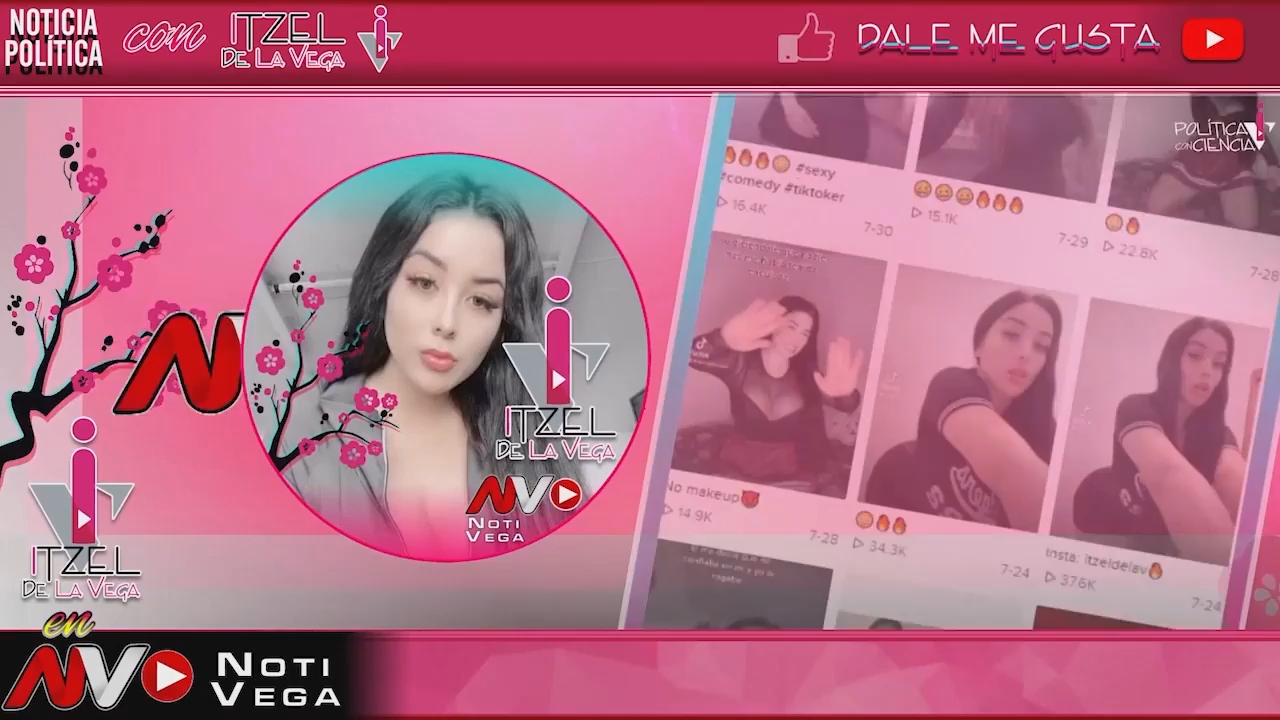 NOTICIA
POLÍTICA
con
ITZEL
DE LA VEGA
DALE ME GUSTA
POLÍTICA
CON CIENCIA
#sexy
#comedy #tiktoker
16.4K
7-30
15.1K
7-29
22.8K
7-28
No makeup
14.9K
7-28
34.3K
7-24
Insta: itzeldelav
376K
7-24
ITZEL
DE LA VEGA
NV
NOTI
VEGA
N
ITZEL
DE LA VEGA
en
NV
NOTI
VEGA